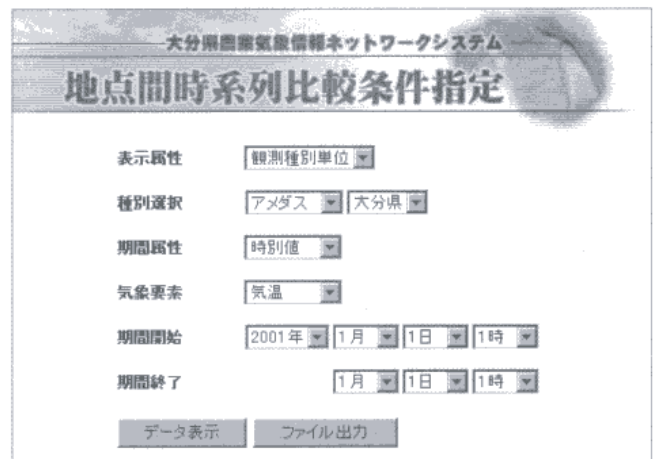 大分県農業気象情報ネットワークシステム
地点間時系列比較条件指定
表示属性 観測種別単位
種別選択 アメダス 大分県
期間属性 時別値
気象要素 気温
期間開始 2001年 1月 1日 1時
期間終了 1月 1日 1時
データ表示 ファイル出力